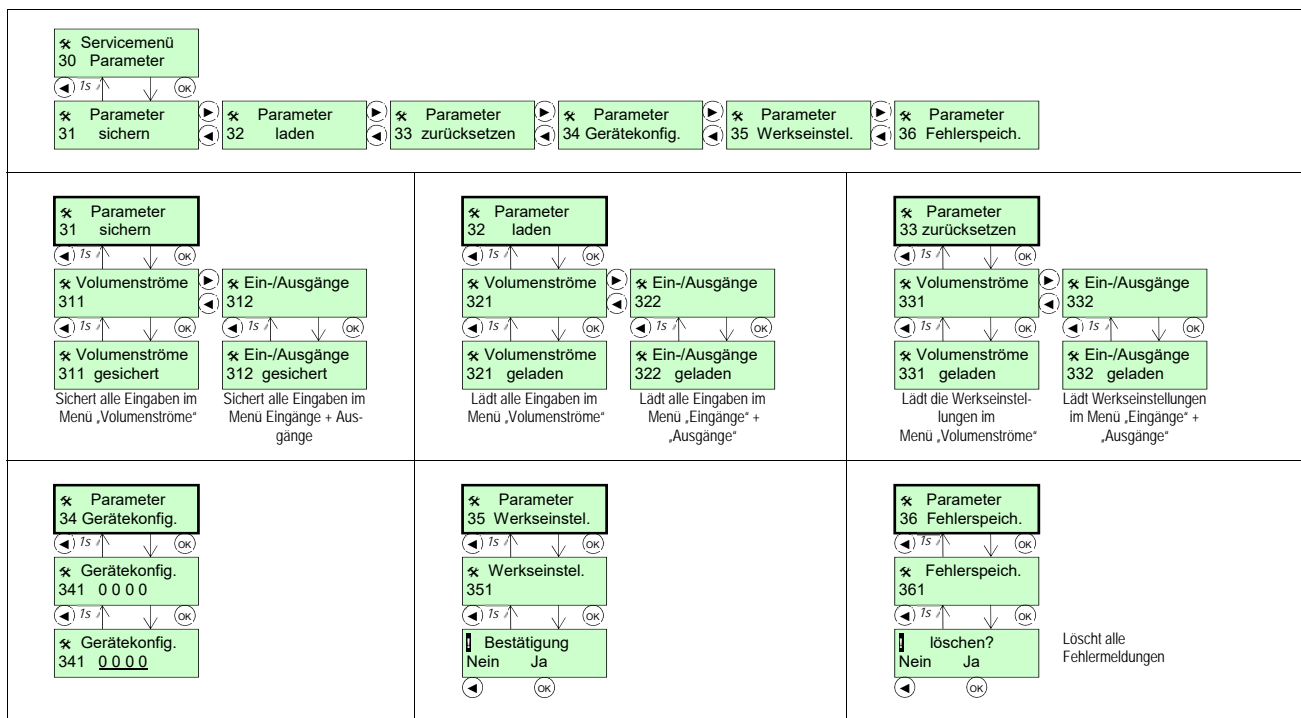 Servicemenü
30 Parameter
1s OK
Parameter
31 sichern
Parameter
32 laden
Parameter
33 zurücksetzen
Parameter
34 Gerätekonfig.
Parameter
35 Werkseinstel.
Parameter
36 Fehlerspeich.
Parameter
31 sichern
1s OK
Volumenströme
311
Ein-/Ausgänge
312
1s OK
1s OK
Volumenströme
311 gesichert
Ein-/Ausgänge
312 gesichert
Sichert alle Eingaben im
Menü „Volumenströme“
Sichert alle Eingaben im
Menü Eingänge + Aus-
gänge
Parameter
32 laden
1s OK
Volumenströme
321
Ein-/Ausgänge
322
1s OK
1s OK
Volumenströme
321 geladen
Ein-/Ausgänge
322 geladen
Lädt alle Eingaben im
Menü „Volumenströme“
Lädt alle Eingaben im
Menü „Eingänge“ +
„Ausgänge“
Parameter
33 zurücksetzen
1s OK
Volumenströme
331
Ein-/Ausgänge
332
1s OK
1s OK
Volumenströme
331 geladen
Ein-/Ausgänge
332 geladen
Lädt die Werkseinstel-
lungen im
Menü „Volumenströme“
Lädt Werkseinstellungen
im Menü „Eingänge“ +
„Ausgänge“
Parameter
34 Gerätekonfig.
1s OK
Gerätekonfig.
341 0 0 0 0
1s OK
Gerätekonfig.
341 0 0 0 0
Parameter
35 Werkseinstel.
1s OK
Werkseinstel.
351
1s OK
! Bestätigung
Nein Ja
OK
Parameter
36 Fehlerspeich.
1s OK
Fehlerspeich.
361
1s OK
! löschen?
Nein Ja
OK
Löscht alle
Fehlermeldungen